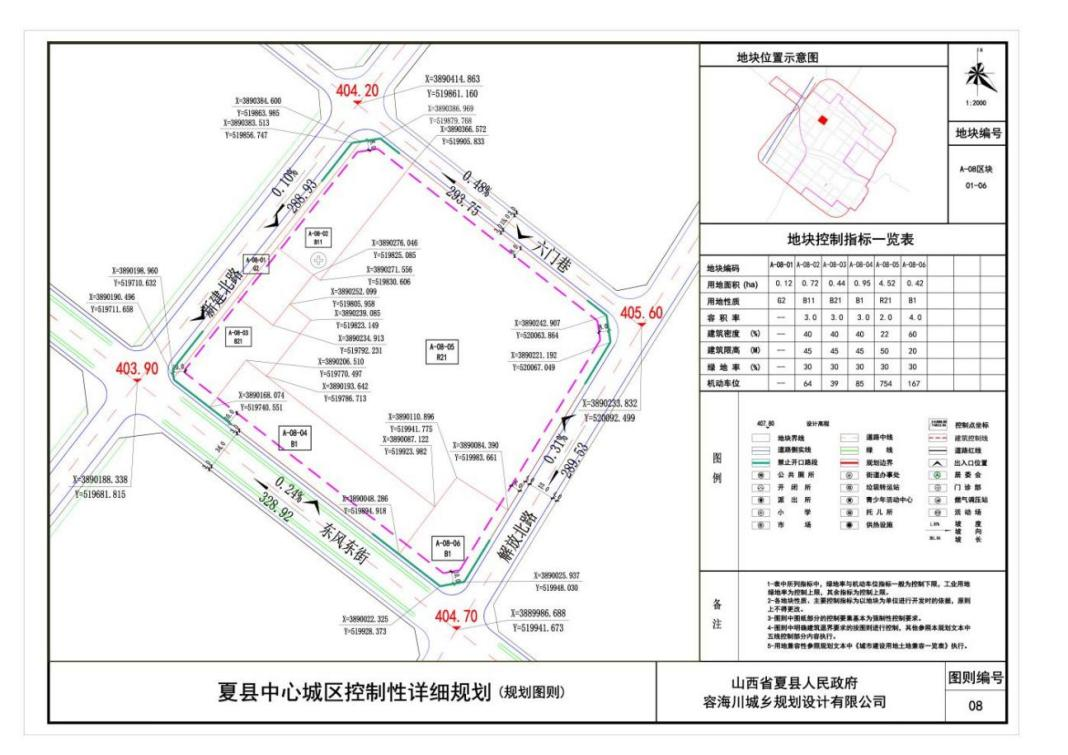 404.20
X=3890414.863
Y=519861.160
X=3890384.600
Y=519863.985
X=3890383.513
Y=519856.747
X=3890386.969
Y=519879.768
X=3890366.572
Y=519905.833
0.10%
288.93
0.48%
293.75
六门巷
新建北路
A-08-02
B11
A-08-01
G2
A-08-03
B21
A-08-05
R21
A-08-04
B1
A-08-06
B1
X=3890276.046
Y=519825.085
X=3890271.556
Y=519830.606
X=3890252.099
Y=519805.958
X=3890239.085
Y=519823.149
X=3890234.913
Y=519792.231
X=3890206.510
Y=519770.497
X=3890193.642
Y=519786.713
X=3890198.960
Y=519710.632
X=3890190.496
Y=519711.658
403.90
X=3890168.074
Y=519740.551
X=3890188.338
Y=519681.815
405.60
X=3890242.907
Y=520063.864
X=3890221.192
Y=520067.049
X=3890233.832
Y=520092.499
X=3890110.896
Y=519941.775
X=3890087.122
Y=519923.982
X=3890084.390
Y=519983.661
X=3890048.286
Y=519894.918
0.31%
289.53
解放北路
0.24%
328.92
东风东街
X=3890025.937
Y=519948.030
X=3890022.325
Y=519928.373
404.70
X=3889986.688
Y=519941.673
地块位置示意图
1:2000
地块编号
A-08区块
01-06
地块控制指标一览表
地块编码 A-08-01 A-08-02 A-08-03 A-08-04 A-08-05 A-08-06
用地面积(ha) 0.12 0.72 0.44 0.95 4.52 0.42
用地性质 G2 B11 B21 B1 R21 B1
容积率 — 3.0 3.0 3.0 2.0 4.0
建筑密度(%) — 40 40 40 22 60
建筑限高(M) — 45 45 45 50 20
绿地率(%) — 30 30 30 30 30
机动车位 — 64 39 85 754 167
图例
407.80 设计高程 控制点坐标
地块界线 道路中线 建筑控制线
道路侧实线 绿线 道路红线
禁止开口路段 规划边界 出入口位置
公共厕所 街道办事处 居委会
开闭所 垃圾转运站 门诊部
派出所 青少年活动中心 燃气调压站
小学 托儿所 活动场
市场 供热设施 坡度
坡向
坡长
备注
1-表中所列指标中，绿地率与机动车位指标一般为控制下限，工业用地
绿地率为控制上限，其余指标为控制上限。
2-各地块性质、主要控制指标为以地块为单位进行开发时的依据，原则
上不得更改。
3-图则中图纸部分的控制要素基本为强制性控制要求。
4-图则中明确建筑退界要求的按图则进行控制，其他参照本规划文本中
五线控制部分内容执行。
5-用地兼容性参照规划文本中《城市建设用地土地兼容一览表》执行。
夏县中心城区控制性详细规划(规划图则)
山西省夏县人民政府
容海川城乡规划设计有限公司
图则编号
08